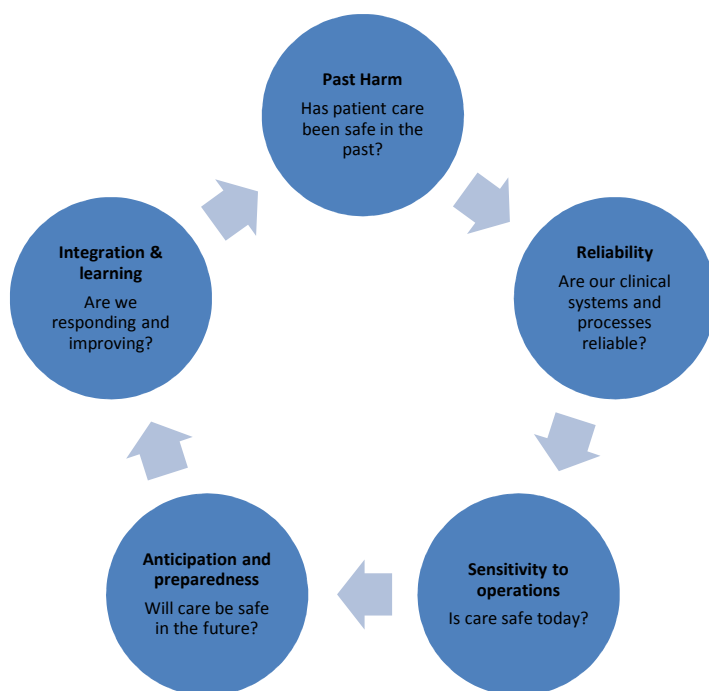 Past Harm
Has patient care
been safe in the
past?
Reliability
Are our clinical
systems and
processes
reliable?
Sensitivity to
operations
Is care safe today?
Anticipation and
preparedness
Will care be safe
in the future?
Integration &
learning
Are we
responding and
improving?